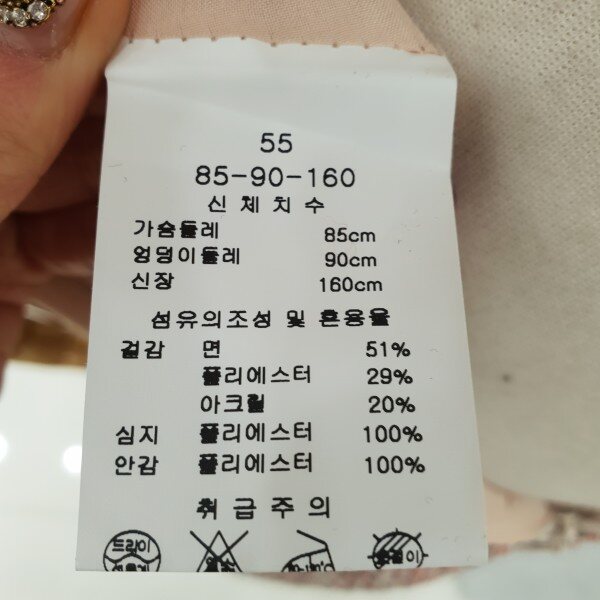 55
85-90-160
신 체 치 수
가슴둘레 85cm
엉덩이둘레 90cm
신장 160cm
섬유의조성 및 혼용율
겉감 면 51%
폴리에스터 29%
아크릴 20%
심지 폴리에스터 100%
안감 폴리에스터 100%
취 급 주 의
드라이